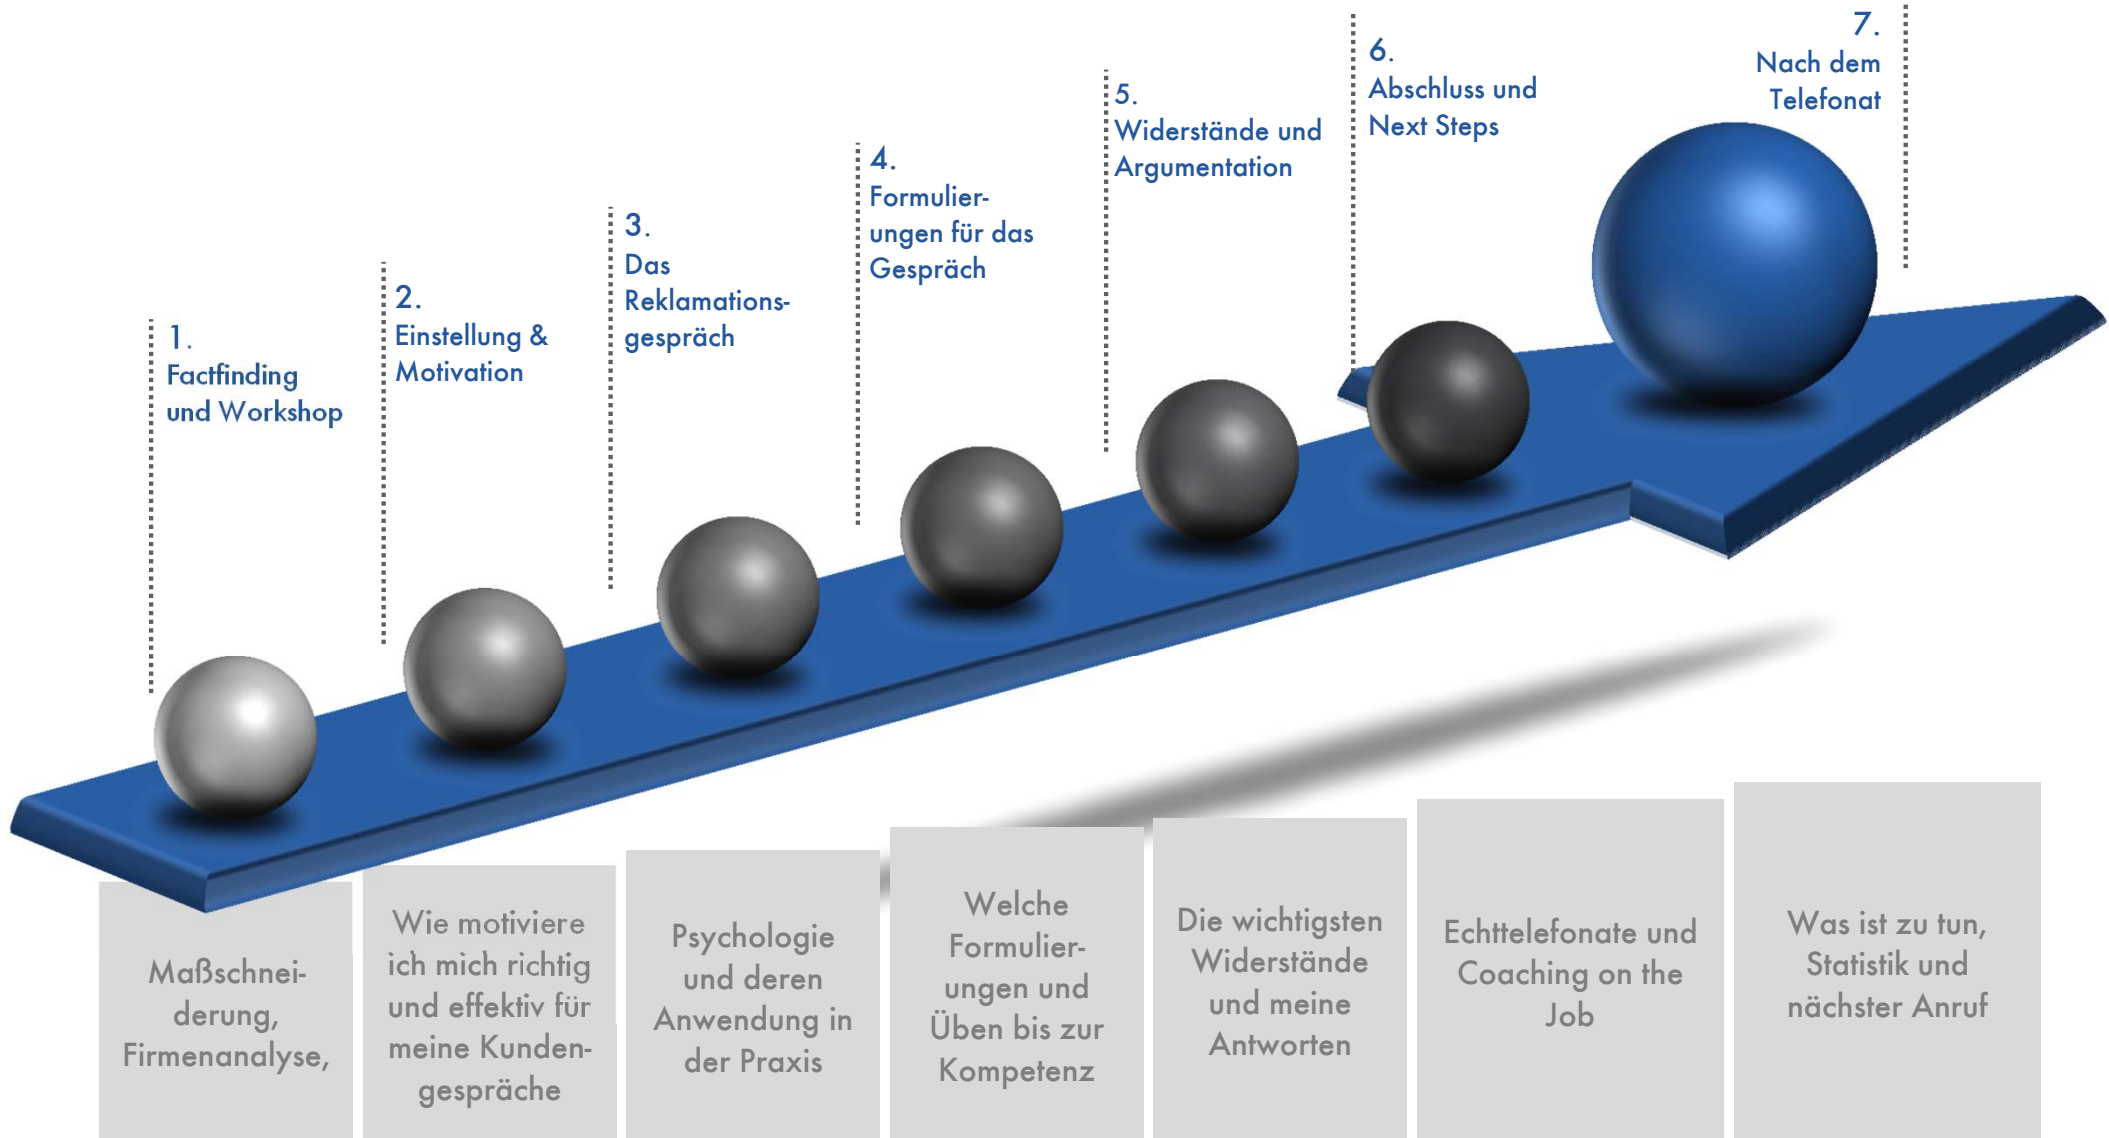 1.
Factfinding
und Workshop
2.
Einstellung &
Motivation
3.
Das
Reklamations-
gespräch
4.
Formulier-
ungen für das
Gespräch
5.
Widerstände und
Argumentation
6.
Abschluss und
Next Steps
7.
Nach dem
Telefonat
Maßschnei-
derung,
Firmenanalyse,
Wie motiviere
ich mich richtig
und effektiv für
meine Kunden-
gespräche
Psychologie
und deren
Anwendung in
der Praxis
Welche
Formulier-
ungen und
Üben bis zur
Kompetenz
Die wichtigsten
Widerstände
und meine
Antworten
Echttelefonate und
Coaching on the
Job
Was ist zu tun,
Statistik und
nächster Anruf